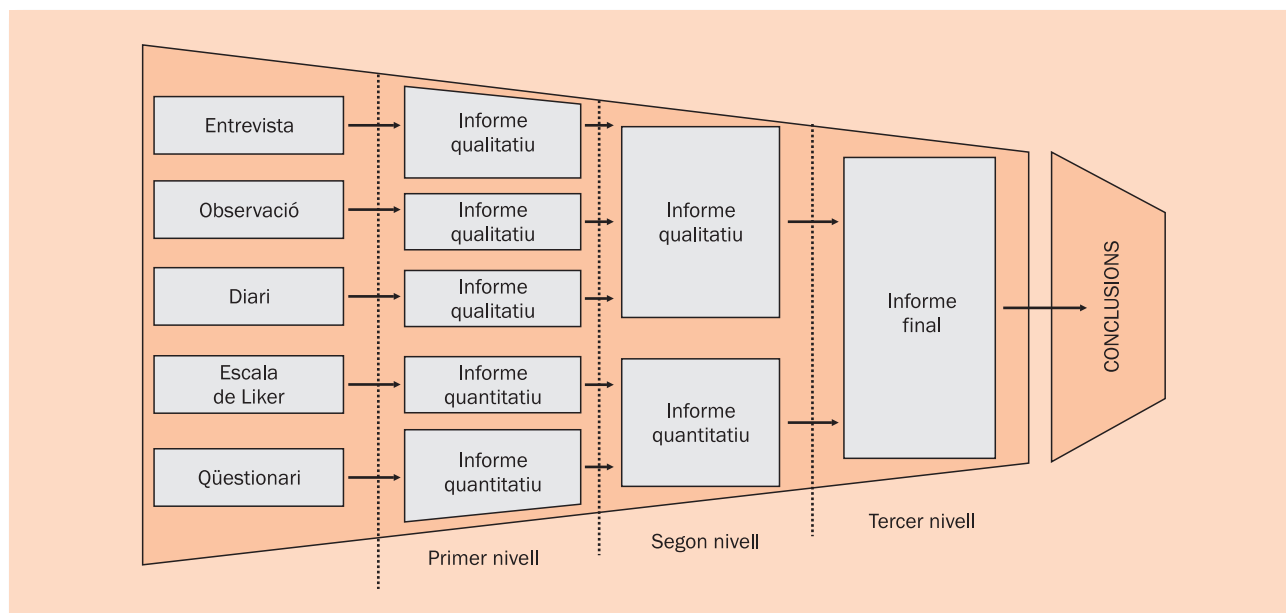 Entrevista
Observació
Diari
Escala
de Liker
Qüestionari
Informe
qualitatiu
Informe
qualitatiu
Informe
qualitatiu
Informe
quantitatiu
Informe
quantitatiu
Primer nivell
Informe
qualitatiu
Informe
quantitatiu
Segon nivell
Informe
final
Tercer nivell
CONCLUSIONS